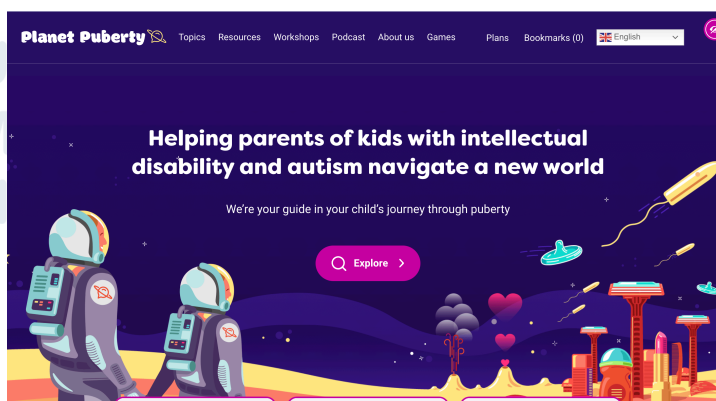 Planet Puberty Topics Resources Workshops Podcast About us Games Plans Bookmarks (0) English
Helping parents of kids with intellectual
disability and autism navigate a new world
We're your guide in your child's journey through puberty
Explore